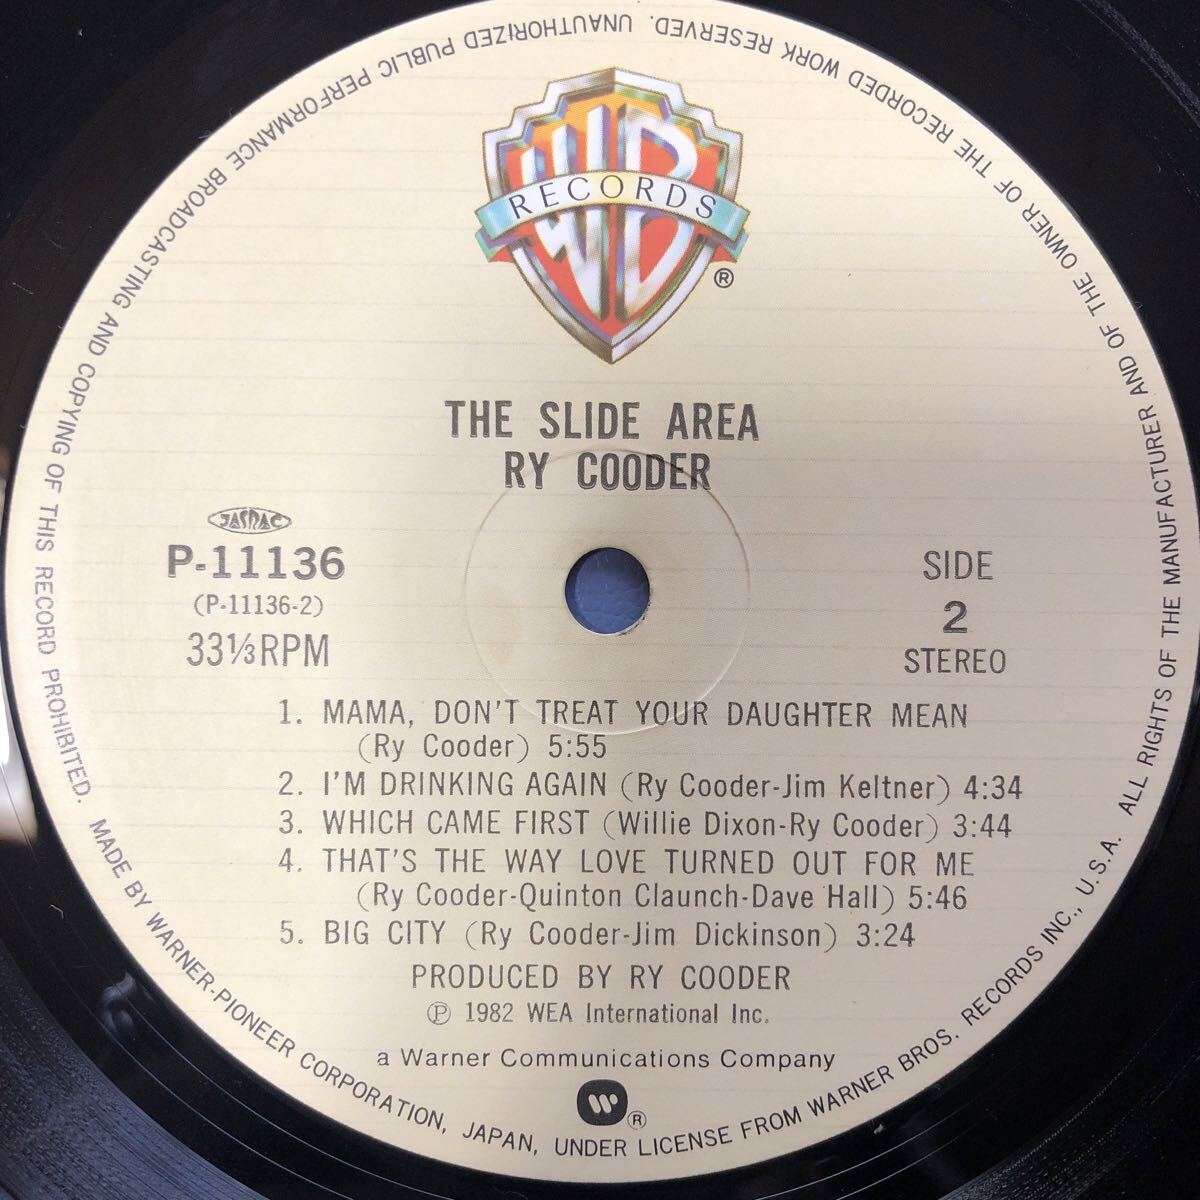 WB
RECORDS
®
THE SLIDE AREA
RY COODER
JASRAC
P-11136
(P-11136-2)
33⅓RPM
SIDE
2
STEREO
1. MAMA, DON'T TREAT YOUR DAUGHTER MEAN
(Ry Cooder) 5:55
2. I'M DRINKING AGAIN (Ry Cooder-Jim Keltner) 4:34
3. WHICH CAME FIRST (Willie Dixon-Ry Cooder) 3:44
4. THAT'S THE WAY LOVE TURNED OUT FOR ME
(Ry Cooder-Quinton Claunch-Dave Hall) 5:46
5. BIG CITY (Ry Cooder-Jim Dickinson) 3:24
PRODUCED BY RY COODER
℗ 1982 WEA International Inc.
a Warner Communications Company
W ®
MADE BY WARNER-PIONEER CORPORATION, JAPAN, UNDER LICENSE FROM WARNER BROS. RECORDS INC., U.S.A. ALL RIGHTS OF THE MANUFACTURER AND OF THE OWNER OF THE RECORDED WORK RESERVED. UNAUTHORIZED PUBLIC PERFORMANCE BROADCASTING AND COPYING OF THIS RECORD PROHIBITED.